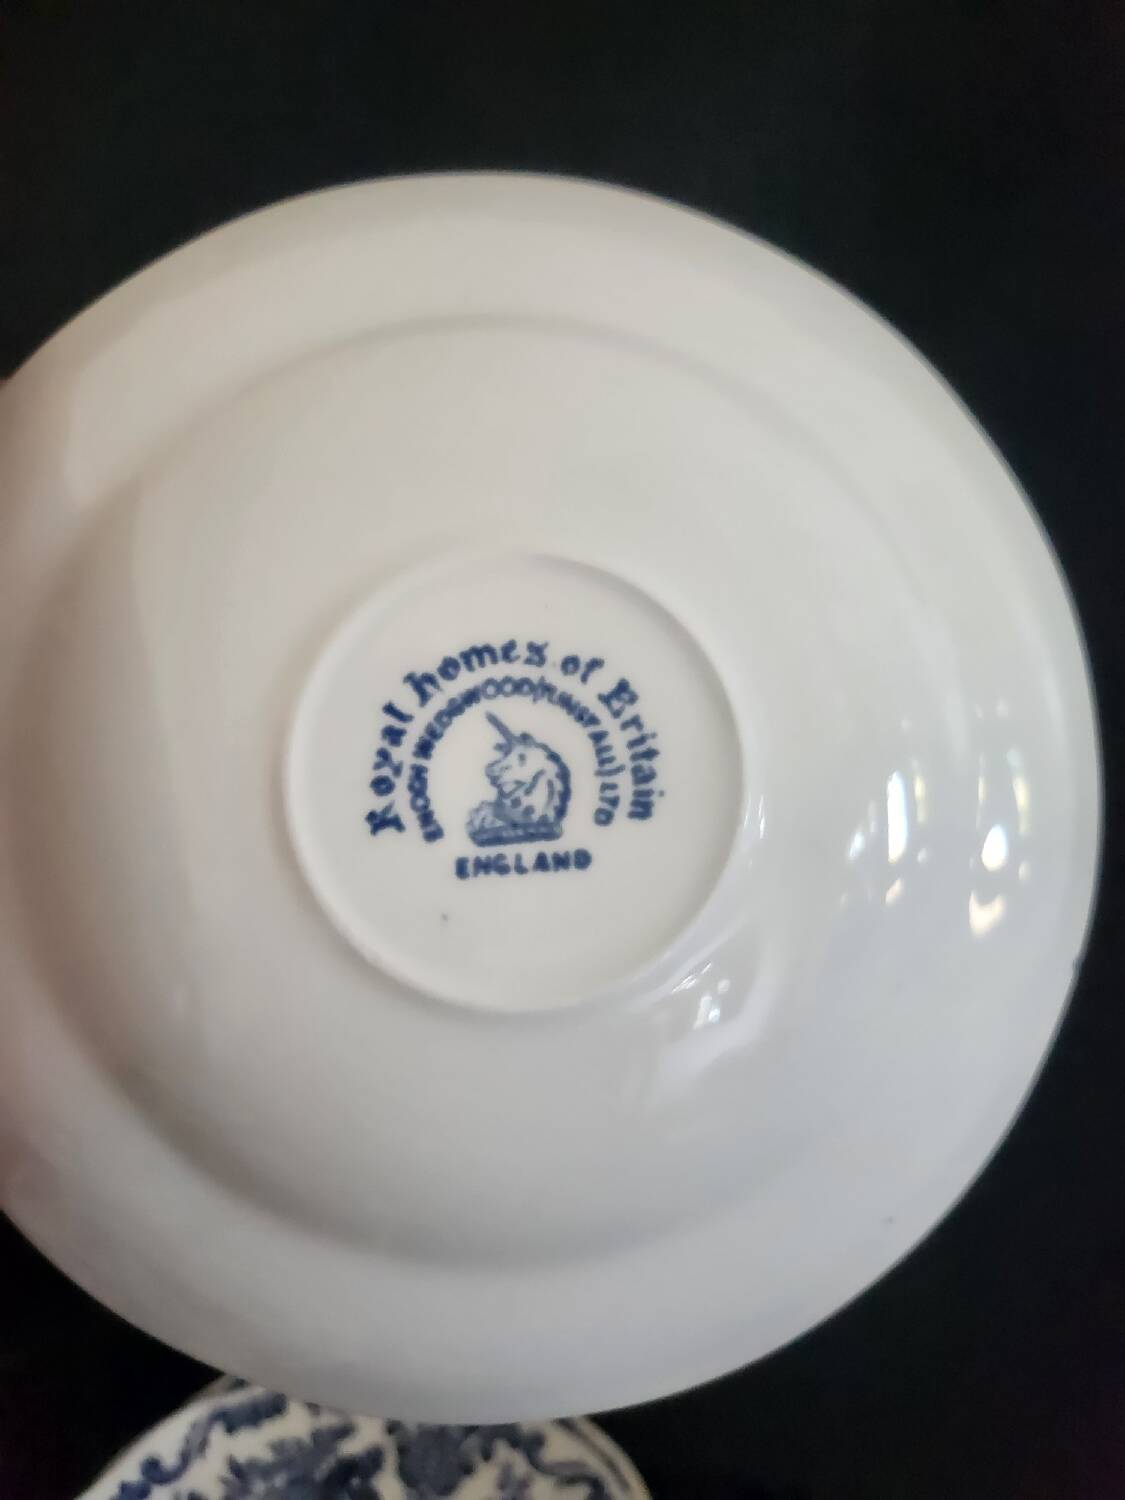 Royal homes of Britain
ENOCH WEDGWOOD (TUNSTALL) LTD
ENGLAND